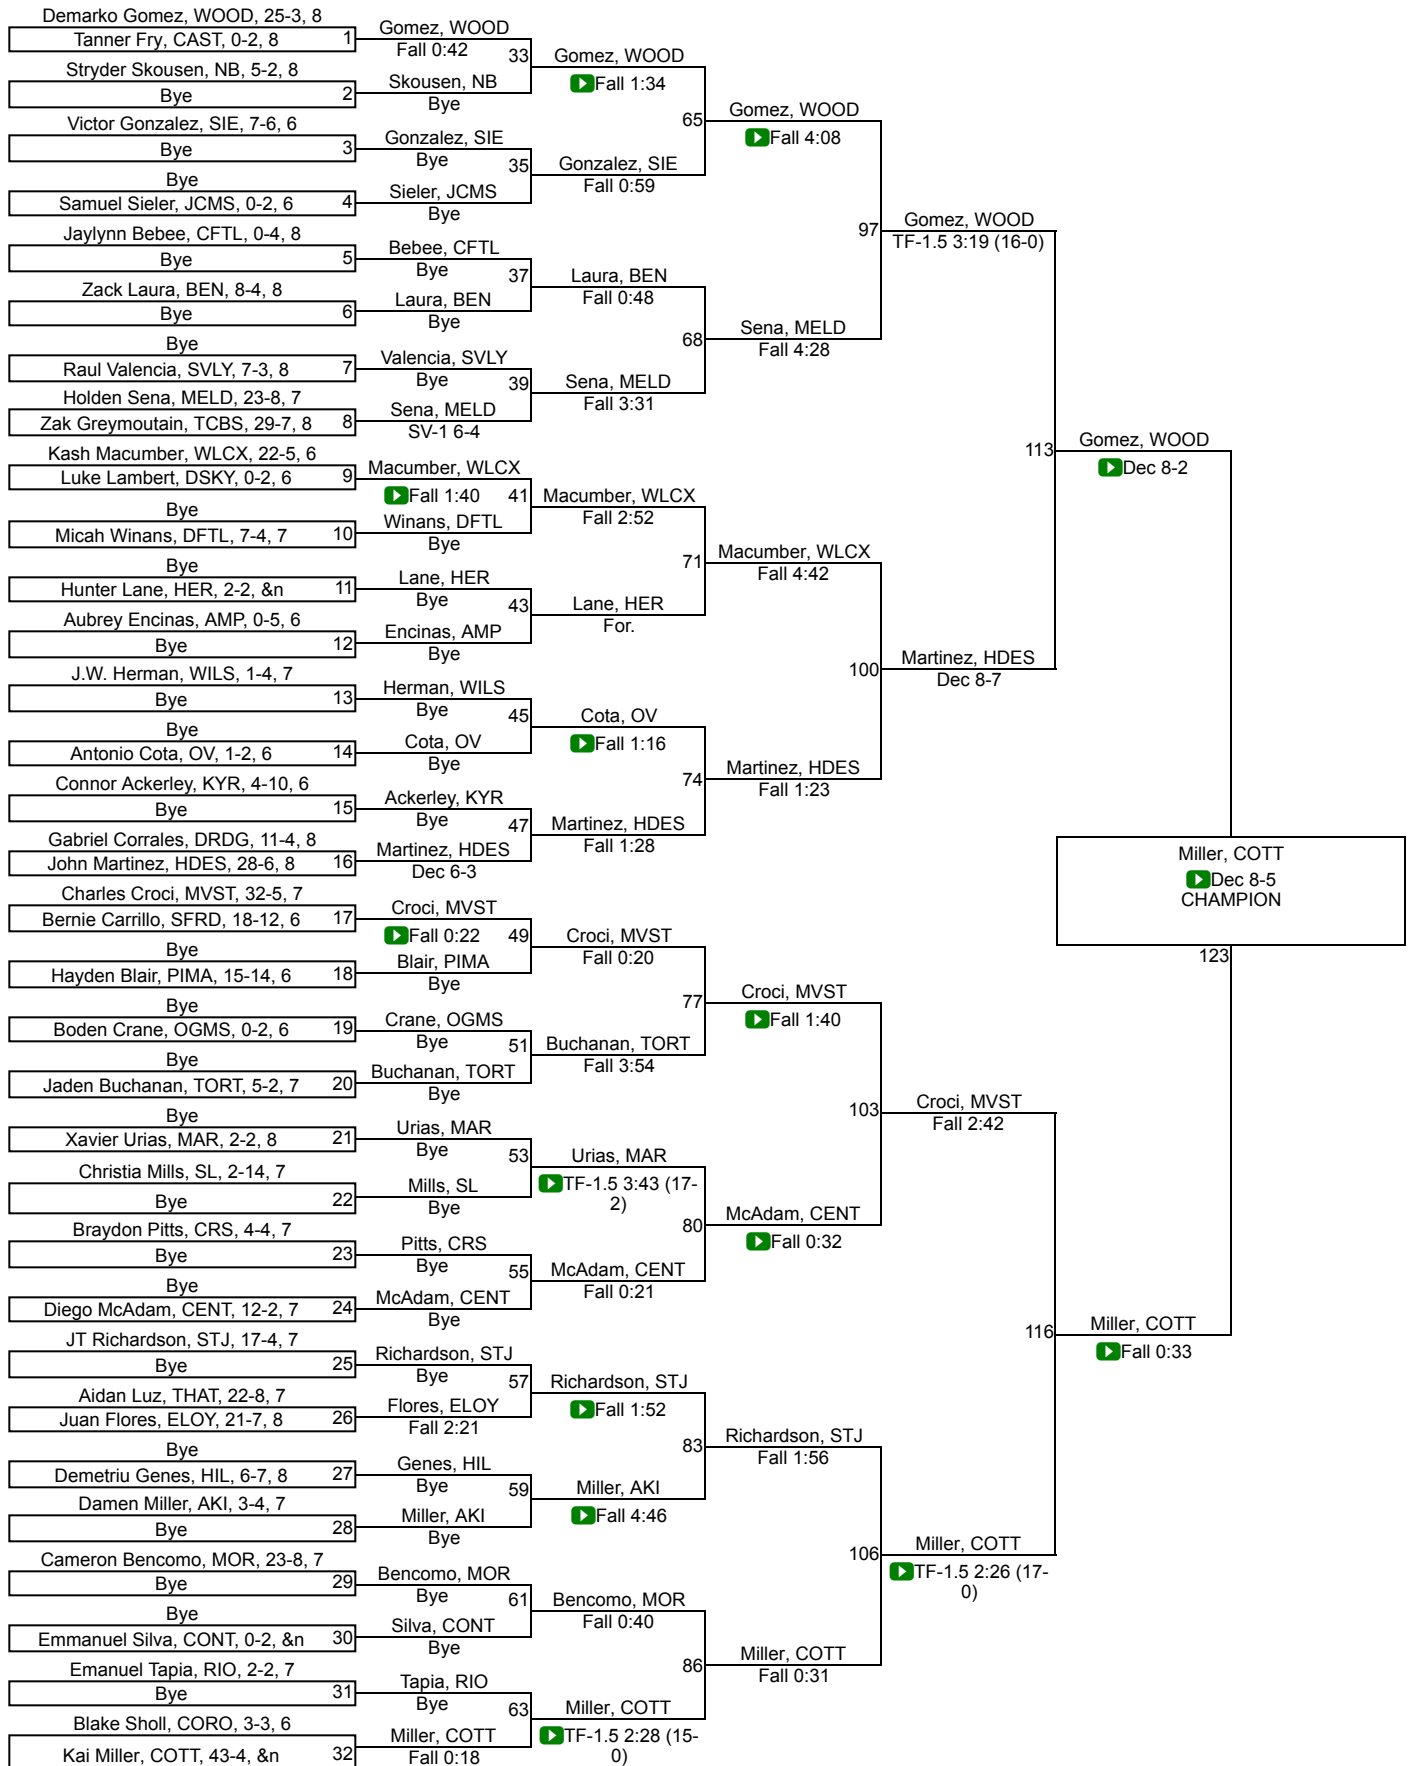 Demarko Gomez, WOOD, 25-3, 8
Tanner Fry, CAST, 0-2, 8
1
Stryder Skousen, NB, 5-2, 8
Bye
2
Victor Gonzalez, SIE, 7-6, 6
Bye
3
Bye
Samuel Sieler, JCMS, 0-2, 6
4
Jaylynn Bebee, CFTL, 0-4, 8
Bye
5
Zack Laura, BEN, 8-4, 8
Bye
6
Bye
Raul Valencia, SVLY, 7-3, 8
7
Holden Sena, MELD, 23-8, 7
Zak Greymoutain, TCBS, 29-7, 8
8
Kash Macumber, WLCX, 22-5, 6
Luke Lambert, DSKY, 0-2, 6
9
Bye
Micah Winans, DFTL, 7-4, 7
10
Bye
Hunter Lane, HER, 2-2, &n
11
Aubrey Encinas, AMP, 0-5, 6
Bye
12
J.W. Herman, WILS, 1-4, 7
Bye
13
Bye
Antonio Cota, OV, 1-2, 6
14
Connor Ackerley, KYR, 4-10, 6
Bye
15
Gabriel Corrales, DRDG, 11-4, 8
John Martinez, HDES, 28-6, 8
16
Charles Croci, MVST, 32-5, 7
Bernie Carrillo, SFRD, 18-12, 6
17
Bye
Hayden Blair, PIMA, 15-14, 6
18
Bye
Boden Crane, OGMS, 0-2, 6
19
Bye
Jaden Buchanan, TORT, 5-2, 7
20
Bye
Xavier Urias, MAR, 2-2, 8
21
Christia Mills, SL, 2-14, 7
Bye
22
Braydon Pitts, CRS, 4-4, 7
Bye
23
Bye
Diego McAdam, CENT, 12-2, 7
24
JT Richardson, STJ, 17-4, 7
Bye
25
Aidan Luz, THAT, 22-8, 7
Juan Flores, ELOY, 21-7, 8
26
Bye
Demetriu Genes, HIL, 6-7, 8
27
Damen Miller, AKI, 3-4, 7
Bye
28
Cameron Bencomo, MOR, 23-8, 7
Bye
29
Bye
Emmanuel Silva, CONT, 0-2, &n
30
Emanuel Tapia, RIO, 2-2, 7
Bye
31
Blake Sholl, CORO, 3-3, 6
Kai Miller, COTT, 43-4, &n
32
Gomez, WOOD
Fall 0:42
33
Skousen, NB
Bye
Gonzalez, SIE
Bye
35
Sieler, JCMS
Bye
Bebee, CFTL
Bye
37
Laura, BEN
Bye
Valencia, SVLY
Bye
39
Sena, MELD
SV-1 6-4
Macumber, WLCX
Fall 1:40
41
Winans, DFTL
Bye
Lane, HER
Bye
43
Encinas, AMP
Bye
Herman, WILS
Bye
45
Cota, OV
Bye
Ackerley, KYR
Bye
47
Martinez, HDES
Dec 6-3
Croci, MVST
Fall 0:22
49
Blair, PIMA
Bye
Crane, OGMS
Bye
51
Buchanan, TORT
Bye
Urias, MAR
Bye
53
Mills, SL
Bye
Pitts, CRS
Bye
55
McAdam, CENT
Bye
Richardson, STJ
Bye
57
Flores, ELOY
Fall 2:21
Genes, HIL
Bye
59
Miller, AKI
Bye
Bencomo, MOR
Bye
61
Silva, CONT
Bye
Tapia, RIO
Bye
63
Miller, COTT
Fall 0:18
Gomez, WOOD
Fall 1:34
65
Gonzalez, SIE
Fall 0:59
Laura, BEN
Fall 0:48
68
Sena, MELD
Fall 3:31
Macumber, WLCX
Fall 2:52
71
Lane, HER
For.
Cota, OV
Fall 1:16
74
Martinez, HDES
Fall 1:28
Croci, MVST
Fall 0:20
77
Buchanan, TORT
Fall 3:54
Urias, MAR
TF-1.5 3:43 (17-
2)
80
McAdam, CENT
Fall 0:21
Richardson, STJ
Fall 1:52
83
Miller, AKI
Fall 4:46
Bencomo, MOR
Fall 0:40
86
Miller, COTT
TF-1.5 2:28 (15-
0)
Gomez, WOOD
Fall 4:08
97
Sena, MELD
Fall 4:28
Macumber, WLCX
Fall 4:42
100
Martinez, HDES
Fall 1:23
Croci, MVST
Fall 1:40
103
McAdam, CENT
Fall 0:32
Richardson, STJ
Fall 1:56
106
Miller, COTT
Fall 0:31
Gomez, WOOD
TF-1.5 3:19 (16-0)
113
Martinez, HDES
Dec 8-7
Croci, MVST
Fall 2:42
116
Miller, COTT
TF-1.5 2:26 (17-
0)
Gomez, WOOD
Dec 8-2
Miller, COTT
Dec 8-5
CHAMPION
123
Miller, COTT
Fall 0:33